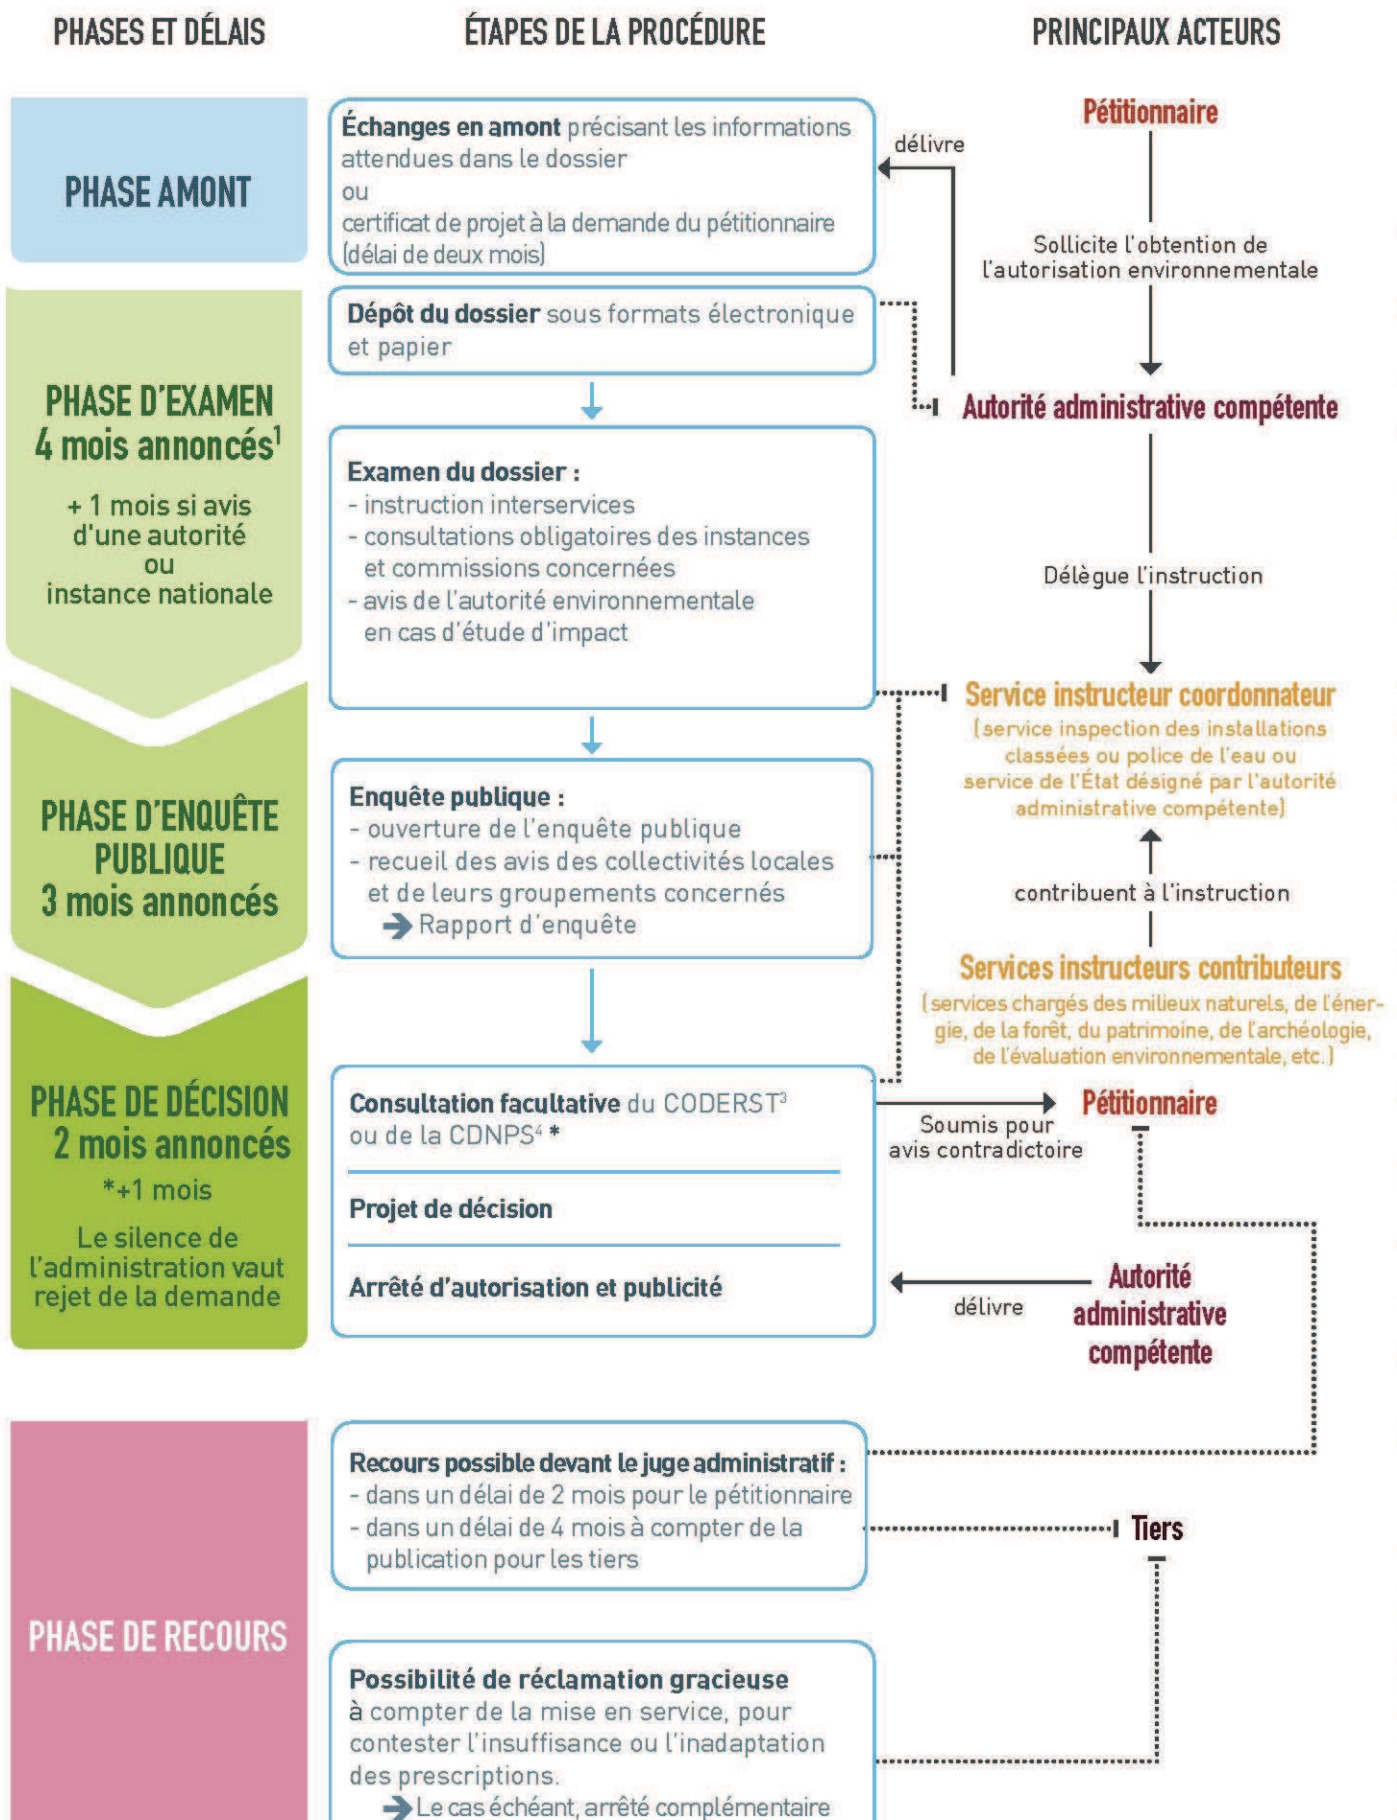 PHASES ET DÉLAIS
ÉTAPES DE LA PROCÉDURE
PRINCIPAUX ACTEURS
PHASE AMONT
Échanges en amont précisant les informations
attendues dans le dossier
ou
certificat de projet à la demande du pétitionnaire
(délai de deux mois)
délivre
Pétitionnaire
Sollicite l'obtention de
l'autorisation environnementale
PHASE D'EXAMEN
4 mois annoncés¹
+ 1 mois si avis
d'une autorité
ou
instance nationale
Dépôt du dossier sous formats électronique
et papier
Autorité administrative compétente
Examen du dossier :
- instruction interservices
- consultations obligatoires des instances
et commissions concernées
- avis de l'autorité environnementale
en cas d'étude d'impact
Délègue l'instruction
Service instructeur coordonnateur
(service inspection des installations
classées ou police de l'eau ou
service de l'État désigné par l'autorité
administrative compétente)
PHASE D'ENQUÊTE
PUBLIQUE
3 mois annoncés
Enquête publique :
- ouverture de l'enquête publique
- recueil des avis des collectivités locales
et de leurs groupements concernés
➔ Rapport d'enquête
contribuent à l'instruction
Services instructeurs contributeurs
(services chargés des milieux naturels, de l'éner-
gie, de la forêt, du patrimoine, de l'archéologie,
de l'évaluation environnementale, etc.)
PHASE DE DÉCISION
2 mois annoncés
*+1 mois
Le silence de
l'administration vaut
rejet de la demande
Consultation facultative du CODERST³
ou de la CDNPS⁴ *
Projet de décision
Arrêté d'autorisation et publicité
Soumis pour
avis contradictoire
Pétitionnaire
délivre
Autorité
administrative
compétente
PHASE DE RECOURS
Recours possible devant le juge administratif :
- dans un délai de 2 mois pour le pétitionnaire
- dans un délai de 4 mois à compter de la
publication pour les tiers
Tiers
Possibilité de réclamation gracieuse
à compter de la mise en service, pour
contester l'insuffisance ou l'inadaptation
des prescriptions.
➔ Le cas échéant, arrêté complémentaire